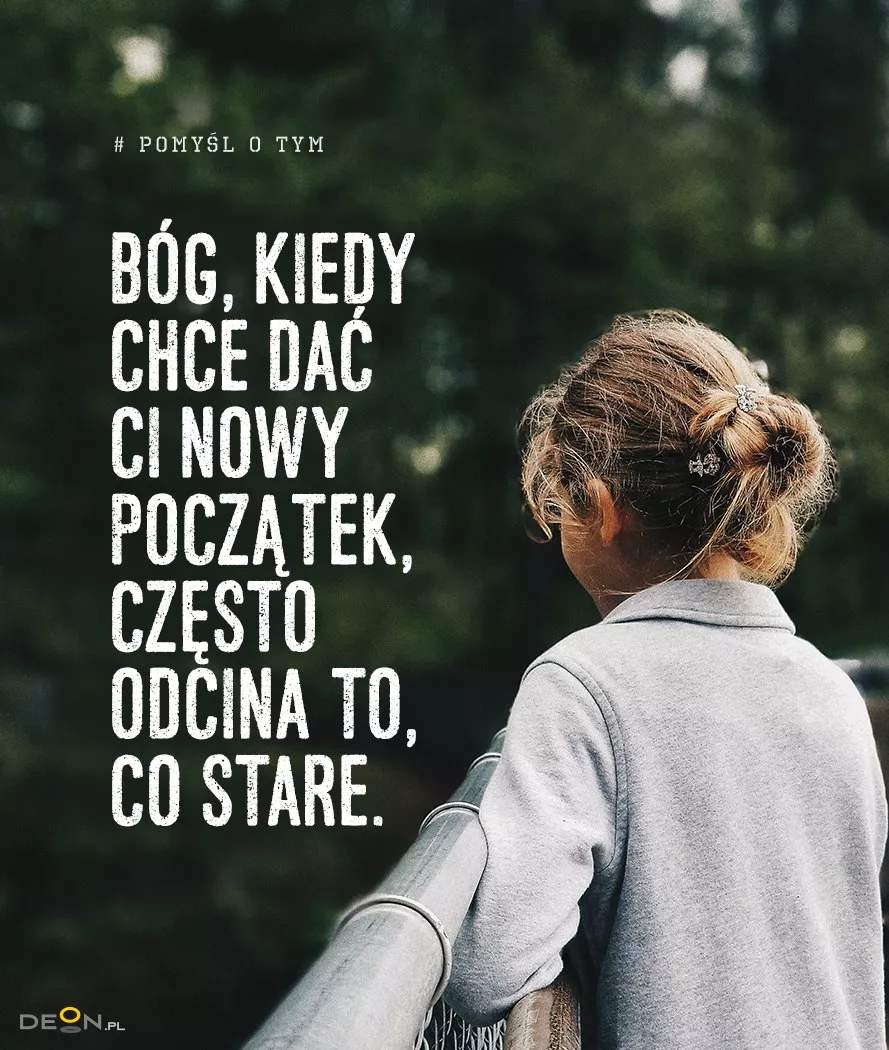 # POMYŚL O TYM
BÓG, KIEDY
CHCE DAĆ
CI NOWY
POCZĄTEK,
CZĘSTO
ODCINA TO,
CO STARE.
DEON.PL